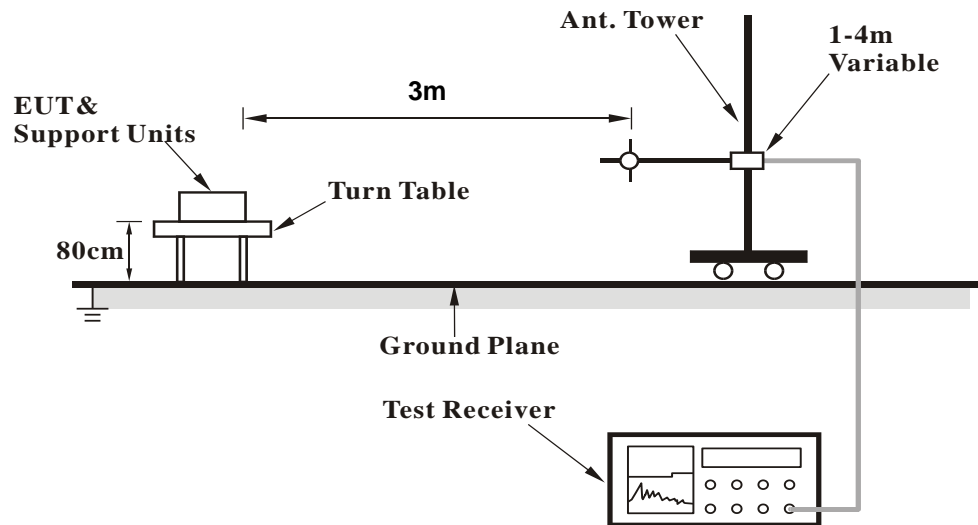 Ant. Tower
1-4m
Variable
3m
EUT&
Support Units
Turn Table
80cm
Ground Plane
Test Receiver